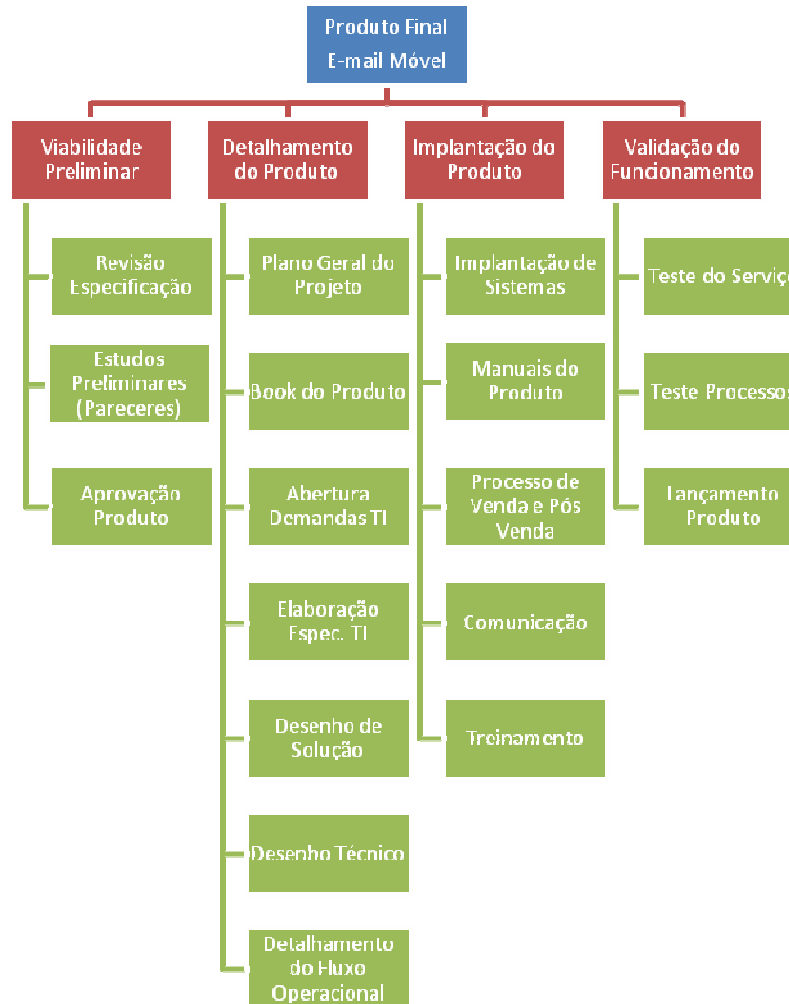 Produto Final
E-mail Móvel
Viabilidade
Preliminar
Revisão
Especificação
Estudos
Preliminares
(Pareceres)
Aprovação
Produto
Detalhamento
do Produto
Plano Geral do
Projeto
Book do Produto
Abertura
Demandas TI
Elaboração
Espec. TI
Desenho de
Solução
Desenho Técnico
Detalhamento
do Fluxo
Operacional
Implantação do
Produto
Implantação de
Sistemas
Manuais do
Produto
Processo de
Venda e Pós
Venda
Comunicação
Treinamento
Validação do
Funcionamento
Teste do Serviç
Teste Processos
Lançamento
Produto